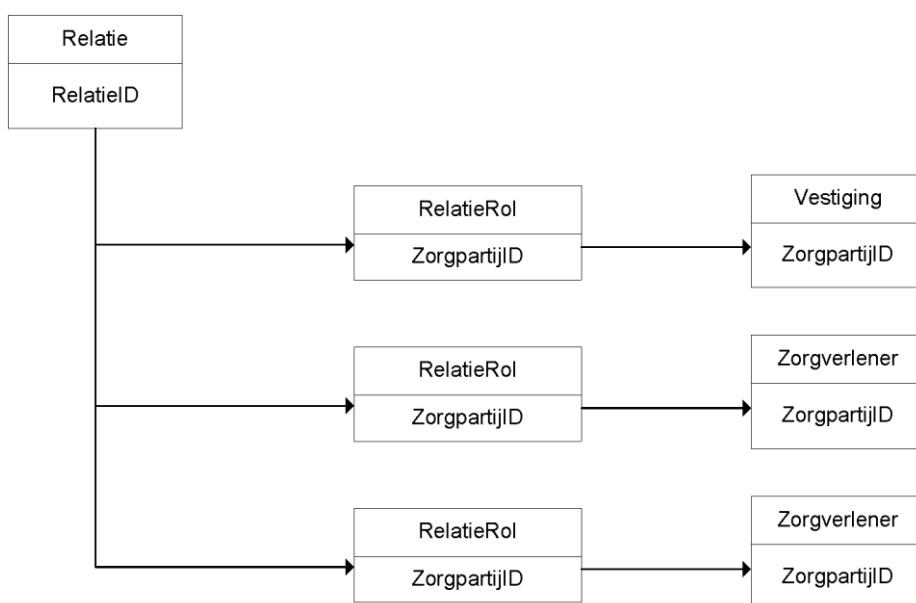 Relatie
RelatieID
RelatieRol
ZorgpartijID
Vestiging
ZorgpartijID
RelatieRol
ZorgpartijID
Zorgverlener
ZorgpartijID
RelatieRol
ZorgpartijID
Zorgverlener
ZorgpartijID